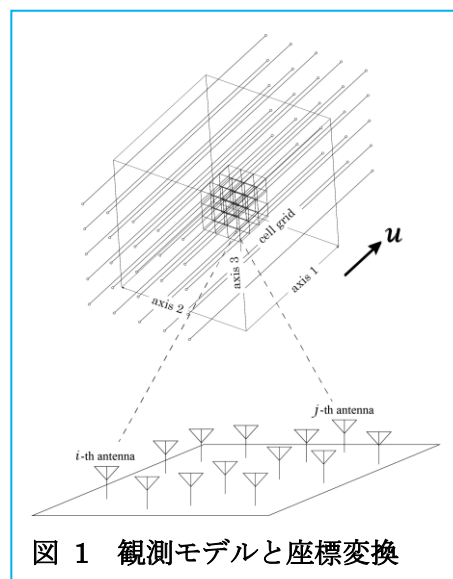 cell grid
u
axis 3
axis 1
axis 2
j-th antenna
i-th antenna
図 1 観測モデルと座標変換